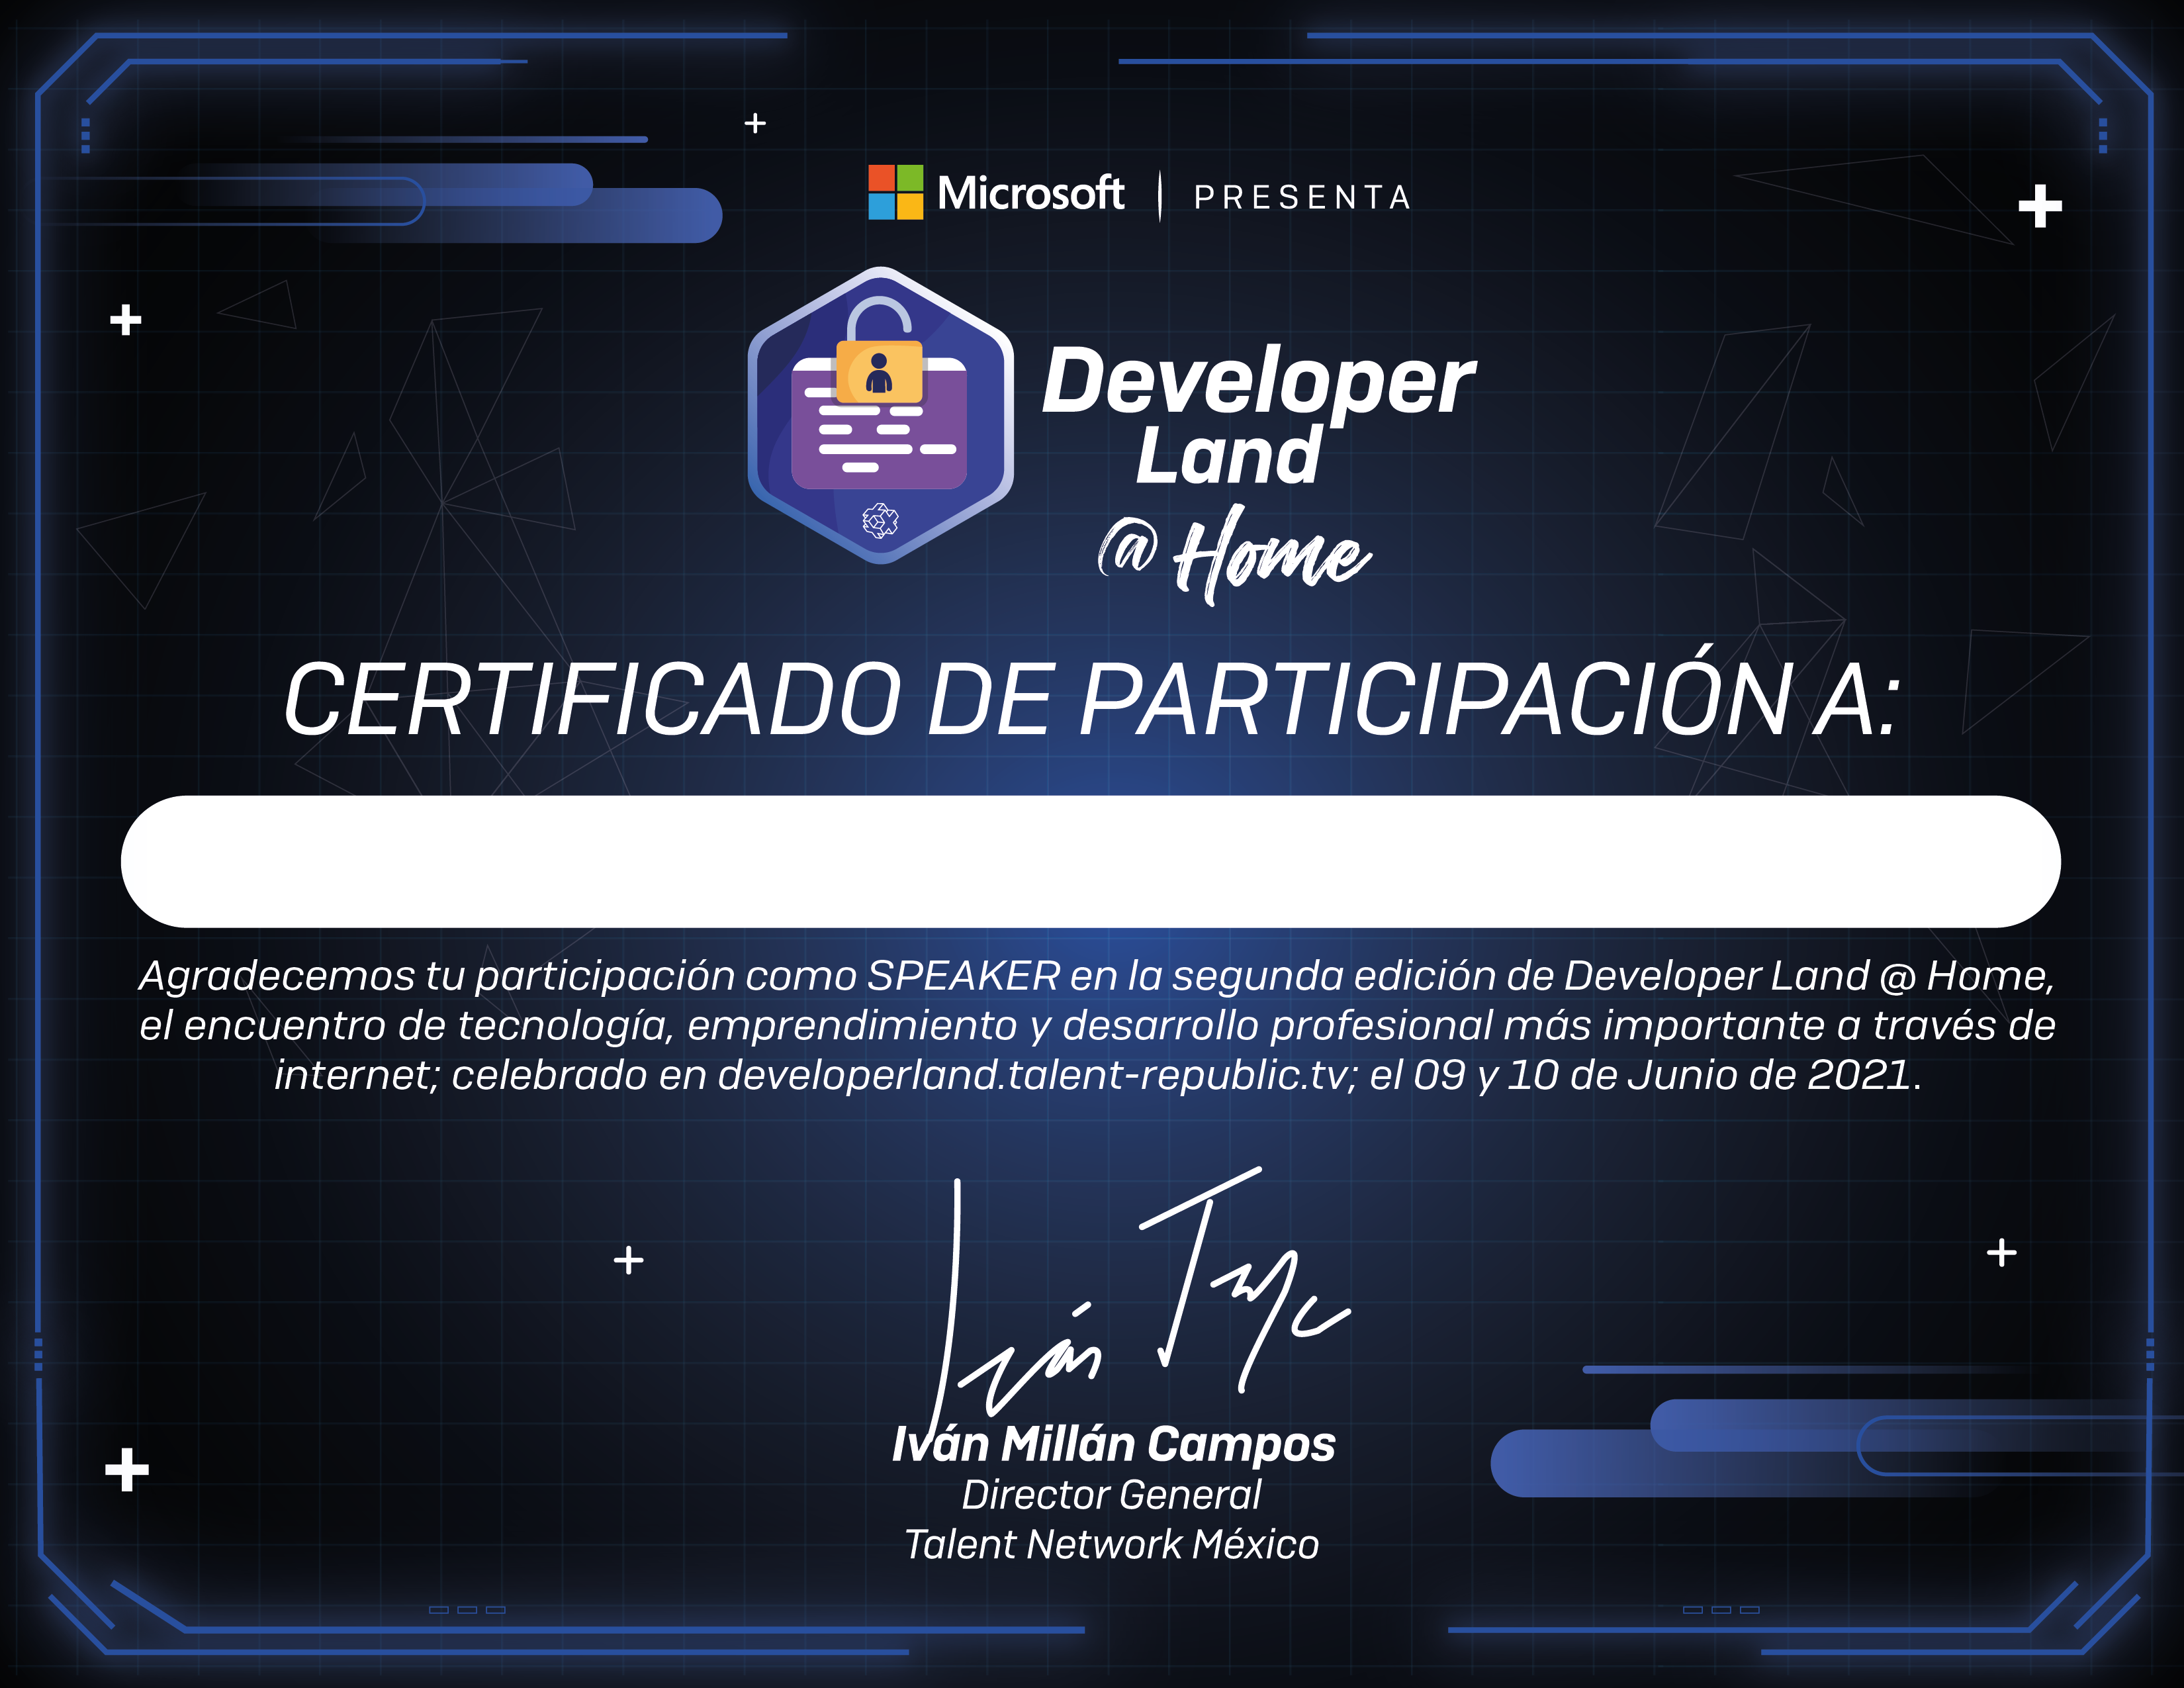 Microsoft | PRESENTA
Developer
Land
@ Home
CERTIFICADO DE PARTICIPACIÓN A:
Agradecemos tu participación como SPEAKER en la segunda edición de Developer Land @ Home,
el encuentro de tecnología, emprendimiento y desarrollo profesional más importante a través de
internet; celebrado en developerland.talent-republic.tv; el 09 y 10 de Junio de 2021.
Iván Millán Campos
Director General
Talent Network México